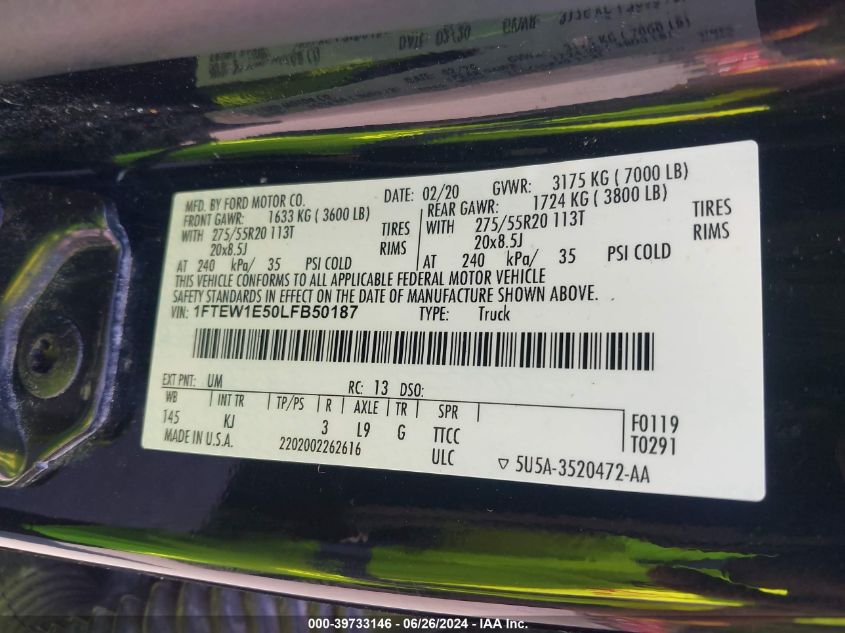 MFD. BY FORD MOTOR CO. DATE: 02/20 GVWR: 3175 KG ( 7000 LB)
FRONT GAWR: 1633 KG ( 3600 LB) REAR GAWR: 1724 KG ( 3800 LB)
WITH 275/55R20 113T TIRES WITH 275/55R20 113T TIRES
20x8.5J RIMS 20x8.5J RIMS
AT 240 kPa/ 35 PSI COLD AT 240 kPa/ 35 PSI COLD
THIS VEHICLE CONFORMS TO ALL APPLICABLE FEDERAL MOTOR VEHICLE
SAFETY STANDARDS IN EFFECT ON THE DATE OF MANUFACTURE SHOWN ABOVE.
VIN: 1FTEW1E50LFB50187 TYPE: Truck
EXT PNT: UM RC: 13 DSO:
WB INT TR TP/PS R AXLE TR SPR
145 KJ 3 L9 G TTCC F0119
MADE IN U.S.A. 2202002262616 ULC T0291
▽ 5U5A-3520472-AA
000-39733146 - 06/26/2024 - IAA Inc.